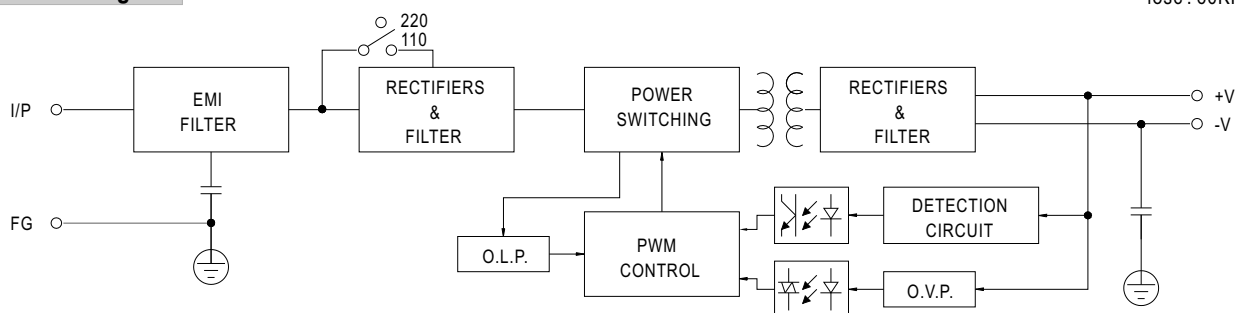 220
110
I/P
EMI
FILTER
RECTIFIERS
&
FILTER
POWER
SWITCHING
RECTIFIERS
&
FILTER
+V
-V
FG
O.L.P.
PWM
CONTROL
DETECTION
CIRCUIT
O.V.P.